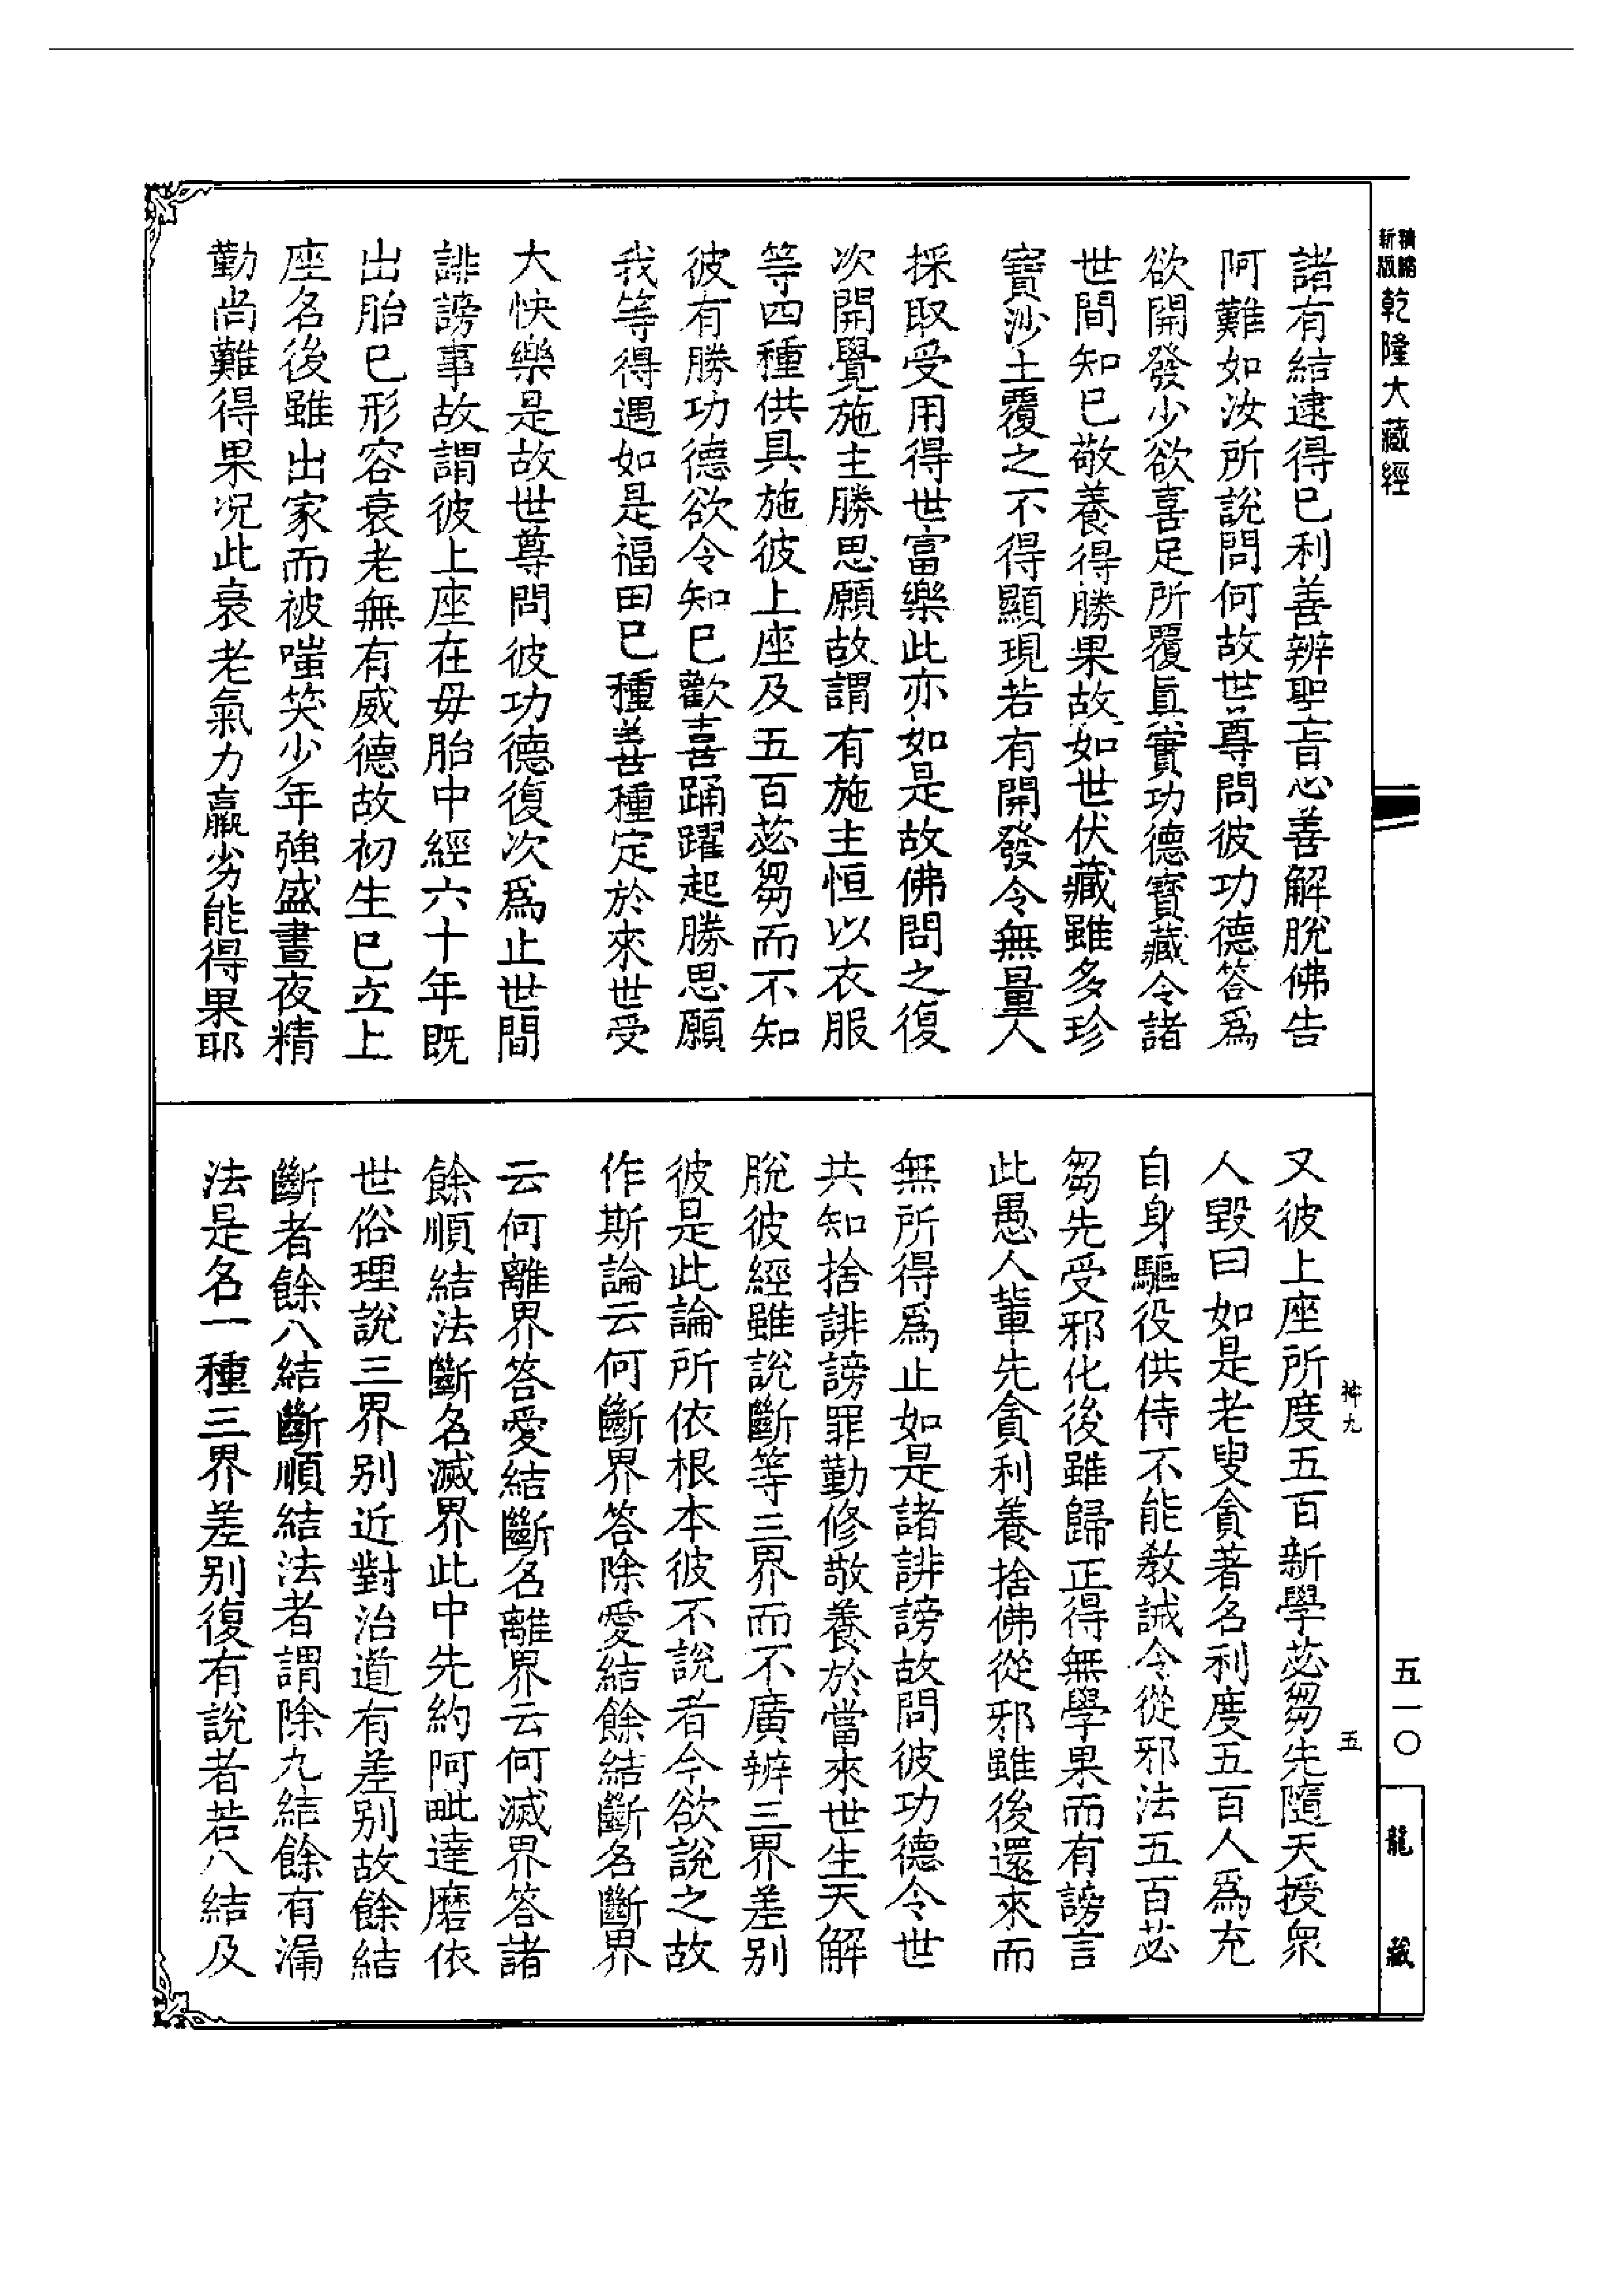 精縮新版乾隆大藏經
諸有結逮得已利善辨聖旨心善解脫佛告
阿難如汝所說問何故世尊問彼功德答為
欲開發少欲喜足所覆眞實功德寶藏令諸
世間知已敬養得勝果故如世伏藏雖多珍
寶沙土覆之不得顯現若有開發令無量人
採取受用得世富樂此亦如是故佛問之復
次開覺施主勝思願故謂有施主恒以衣服
等四種供具施彼上座及五百苾芻而不知
彼有勝功德欲令知已歡喜踊躍起勝思願
我等得遇如是福田已種善種定於來世受
大快樂是故世尊問彼功德復次為止世間
誹謗事故謂彼上座在毋胎中經六十年既
出胎已形容衰老無有威德故初生已立上
座名後雖出家而被嗤笑少年強盛晝夜精
勤尚難得果况此衰老氣力羸劣能得果耶
又彼上座所度五百新學苾芻先隨天授衆
人毀曰如是老叟貪著名利度五百人為充
自身驅役供侍不能教誡令從邪法五百苾
芻先受邪化後雖歸正得無學果而有謗言
此愚人輩先貪利養捨佛從邪雖後還來而
無所得為止如是諸誹謗故問彼功德令世
共知捨誹謗罪勤修敬養於當來世生天解
脫彼經雖說斷等三界而不廣辨三界差别
彼是此論所依根本彼不說者今欲說之故
作斯論云何斷界答除愛結餘結斷名斷界
云何離界答愛結斷名離界云何滅界答諸
餘順結法斷名滅界此中先約阿毗達磨依
世俗理說三界别近對治道有差别故餘結
斷者餘八結斷順結法者謂除九結餘有漏
法是名一種三界差别復有說者若八結及
五
五一〇
龍藏